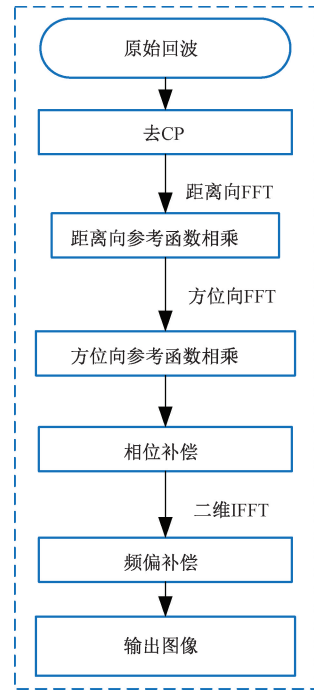 原始回波
去CP
距离向FFT
距离向参考函数相乘
方位向FFT
方位向参考函数相乘
相位补偿
二维IFFT
频偏补偿
输出图像